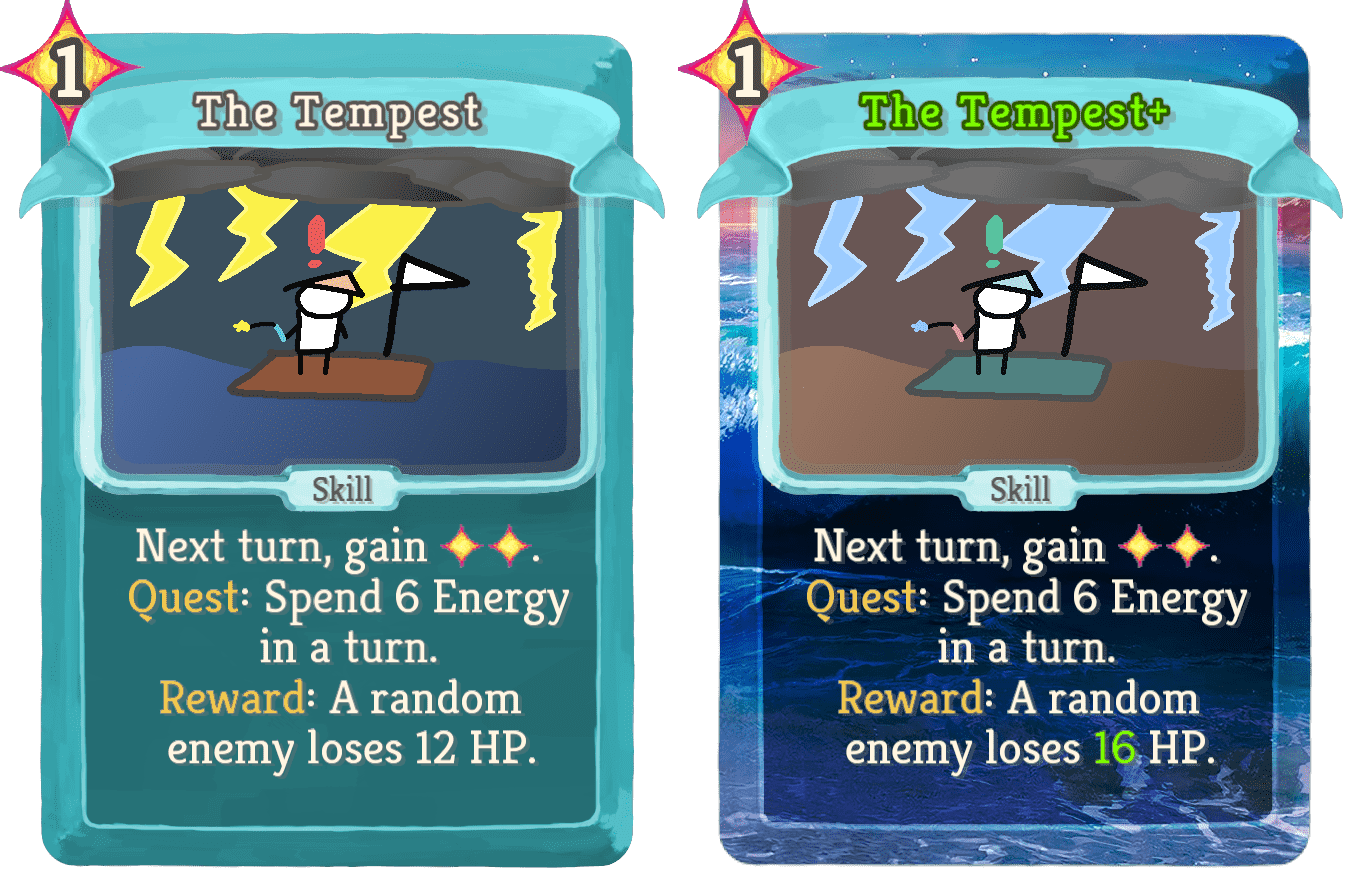 1
The Tempest
Skill
Next turn, gain .
Quest: Spend 6 Energy
in a turn.
Reward: A random
enemy loses 12 HP.
1
The Tempest+
Skill
Next turn, gain .
Quest: Spend 6 Energy
in a turn.
Reward: A random
enemy loses 16 HP.